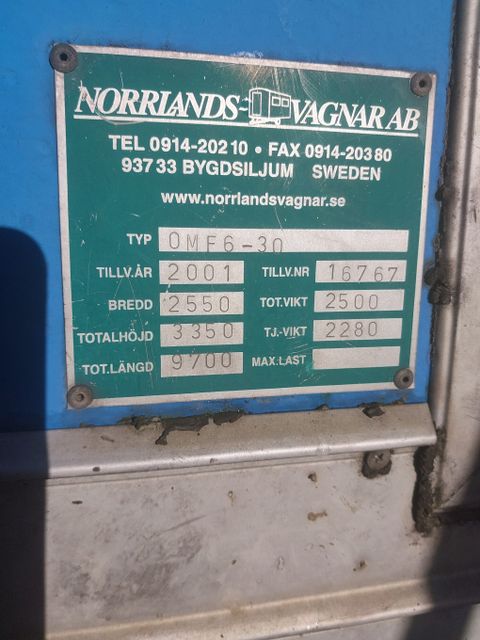 NORRLANDS-VAGNAR AB
TEL 0914-202 10 • FAX 0914-203 80
937 33 BYGDSILJUM SWEDEN
www.norrlandsvagnar.se
TYP OMF6-30
TILLV.ÅR 2001 TILLV.NR 16767
BREDD 2550 TOT.VIKT 2500
TOTALHÖJD 3350 TJ.-VIKT 2280
TOT.LÄNGD 9700 MAX.LAST